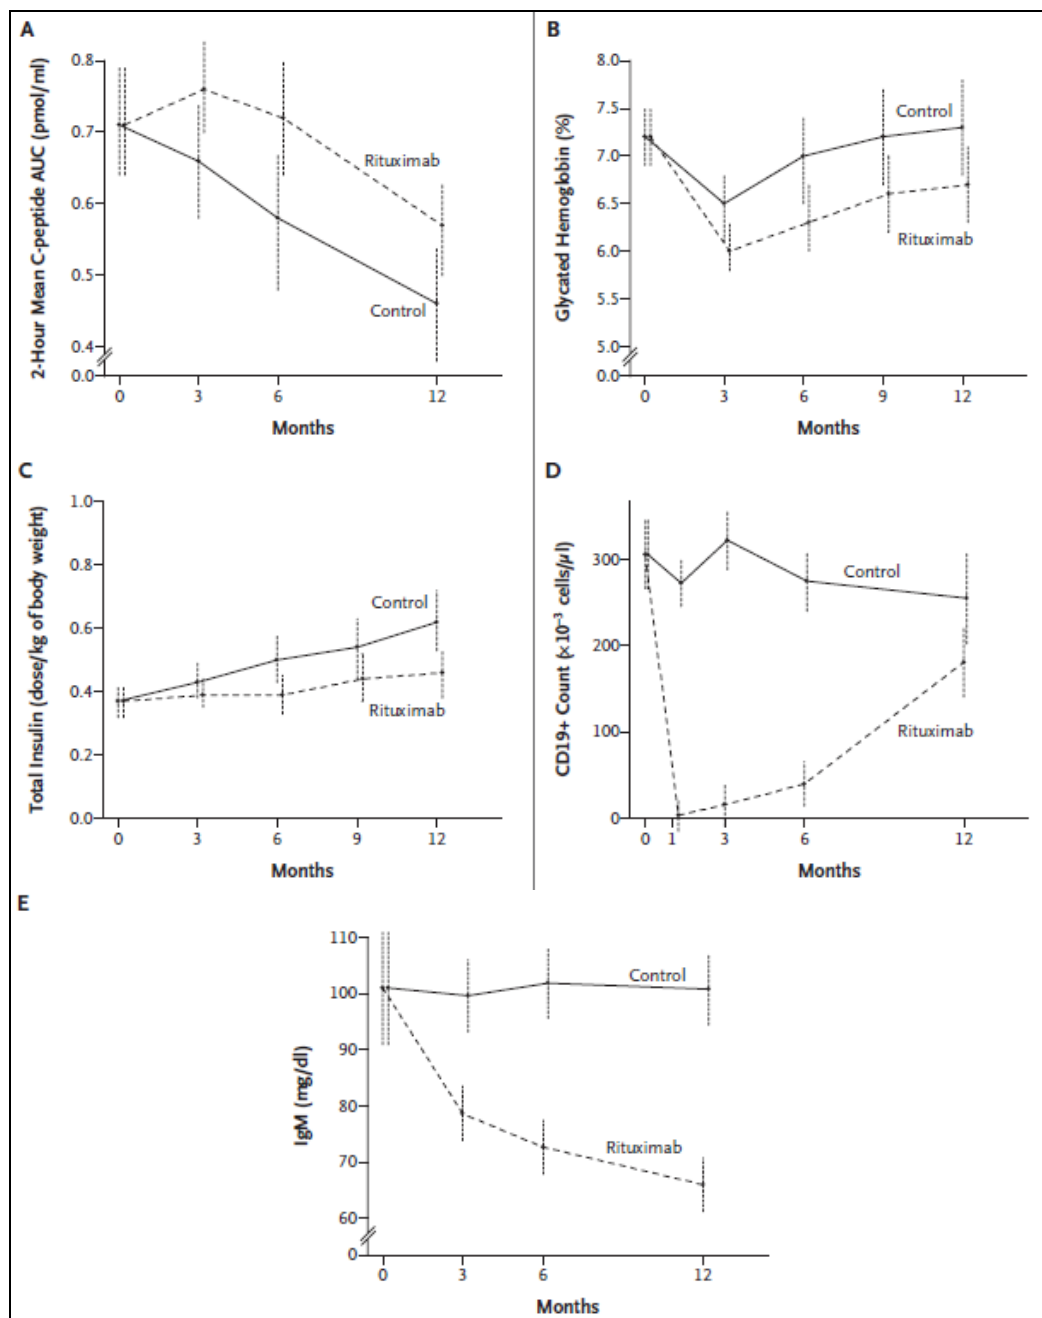 A
2-Hour Mean C-peptide AUC (pmol/ml)
0.8
0.7
0.6
0.5
0.4
0.0
Rituximab
Control
0 3 6 12
Months
B
Glycated Hemoglobin (%)
8.0
7.5
7.0
6.5
6.0
5.5
5.0
0.0
Control
Rituximab
0 3 6 9 12
Months
C
Total Insulin (dose/kg of body weight)
1.0
0.8
0.6
0.4
0.2
0.0
Control
Rituximab
0 3 6 9 12
Months
D
CD19+ Count (×10⁻³ cells/µl)
300
200
100
0
Control
Rituximab
0 1 3 6 12
Months
E
IgM (mg/dl)
110
100
90
80
70
60
0
Control
Rituximab
0 3 6 12
Months